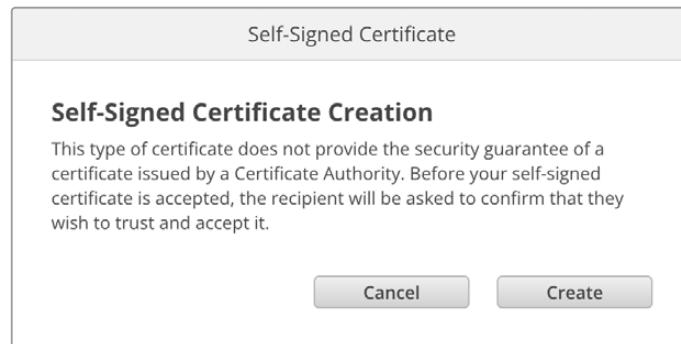 Self-Signed Certificate
Self-Signed Certificate Creation
This type of certificate does not provide the security guarantee of a
certificate issued by a Certificate Authority. Before your self-signed
certificate is accepted, the recipient will be asked to confirm that they
wish to trust and accept it.
Cancel Create